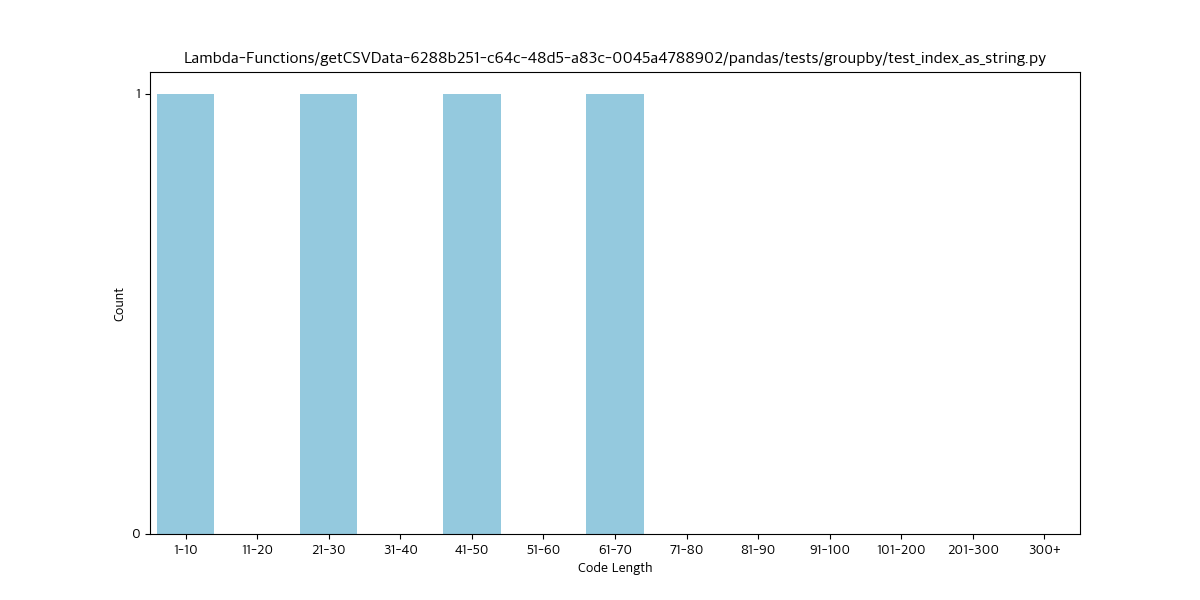 Lambda-Functions/getCSVData-6288b251-c64c-48d5-a83c-0045a4788902/pandas/tests/groupby/test_index_as_string.py
1
Count
0
1-10 11-20 21-30 31-40 41-50 51-60 61-70 71-80 81-90 91-100 101-200 201-300 300+
Code Length